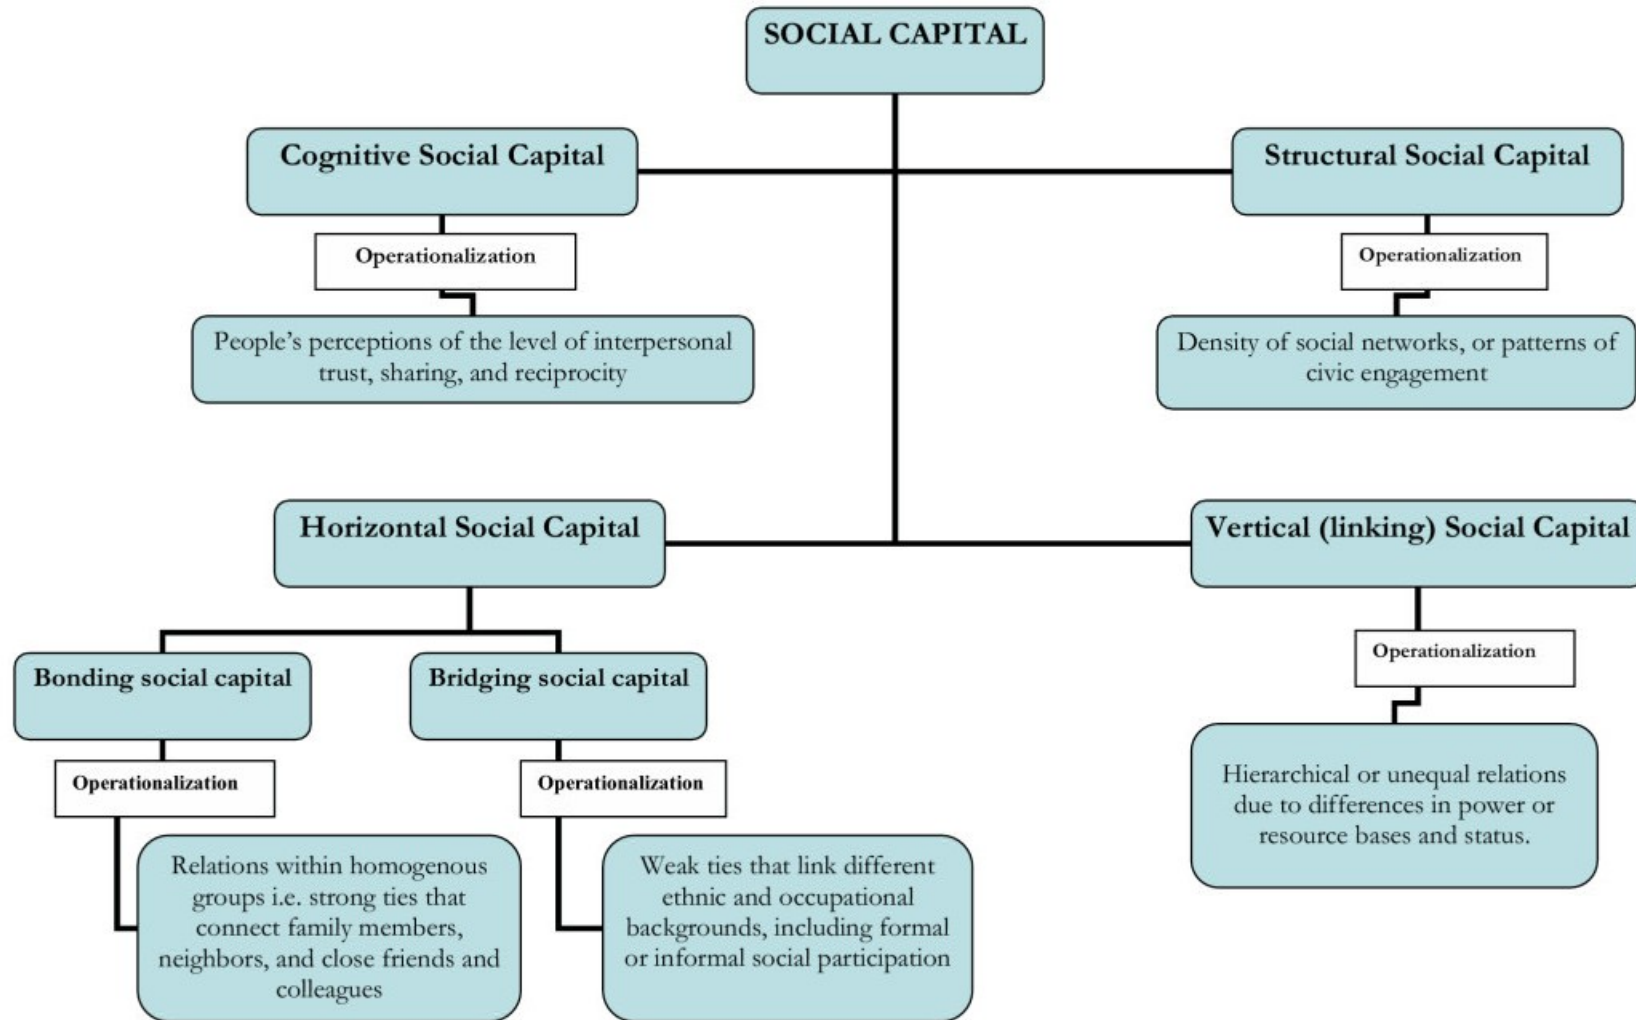 SOCIAL CAPITAL
Cognitive Social Capital
Structural Social Capital
Operationalization
Operationalization
People’s perceptions of the level of interpersonal
trust, sharing, and reciprocity
Density of social networks, or patterns of
civic engagement
Horizontal Social Capital
Vertical (linking) Social Capital
Operationalization
Bonding social capital
Bridging social capital
Operationalization
Operationalization
Hierarchical or unequal relations
due to differences in power or
resource bases and status.
Relations within homogenous
groups i.e. strong ties that
connect family members,
neighbors, and close friends and
colleagues
Weak ties that link different
ethnic and occupational
backgrounds, including formal
or informal social participation